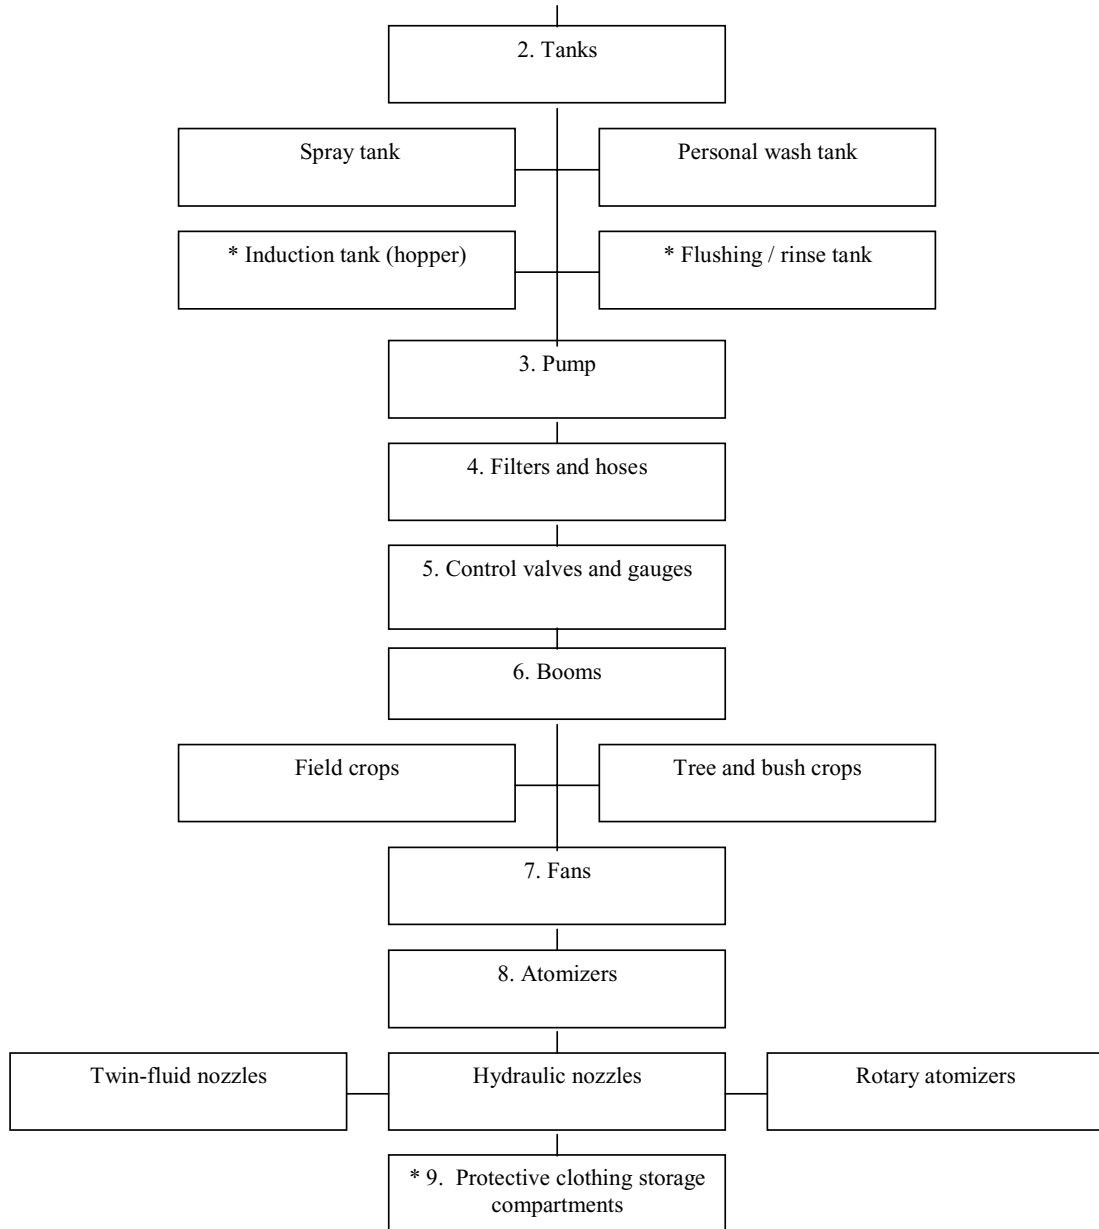 2. Tanks
Spray tank
Personal wash tank
* Induction tank (hopper)
* Flushing / rinse tank
3. Pump
4. Filters and hoses
5. Control valves and gauges
6. Booms
Field crops
Tree and bush crops
7. Fans
8. Atomizers
Twin-fluid nozzles
Hydraulic nozzles
Rotary atomizers
* 9.  Protective clothing storage
compartments